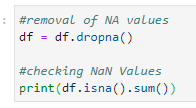 #removal of NA values
df = df.dropna()
#checking NaN Values
print(df.isna().sum())